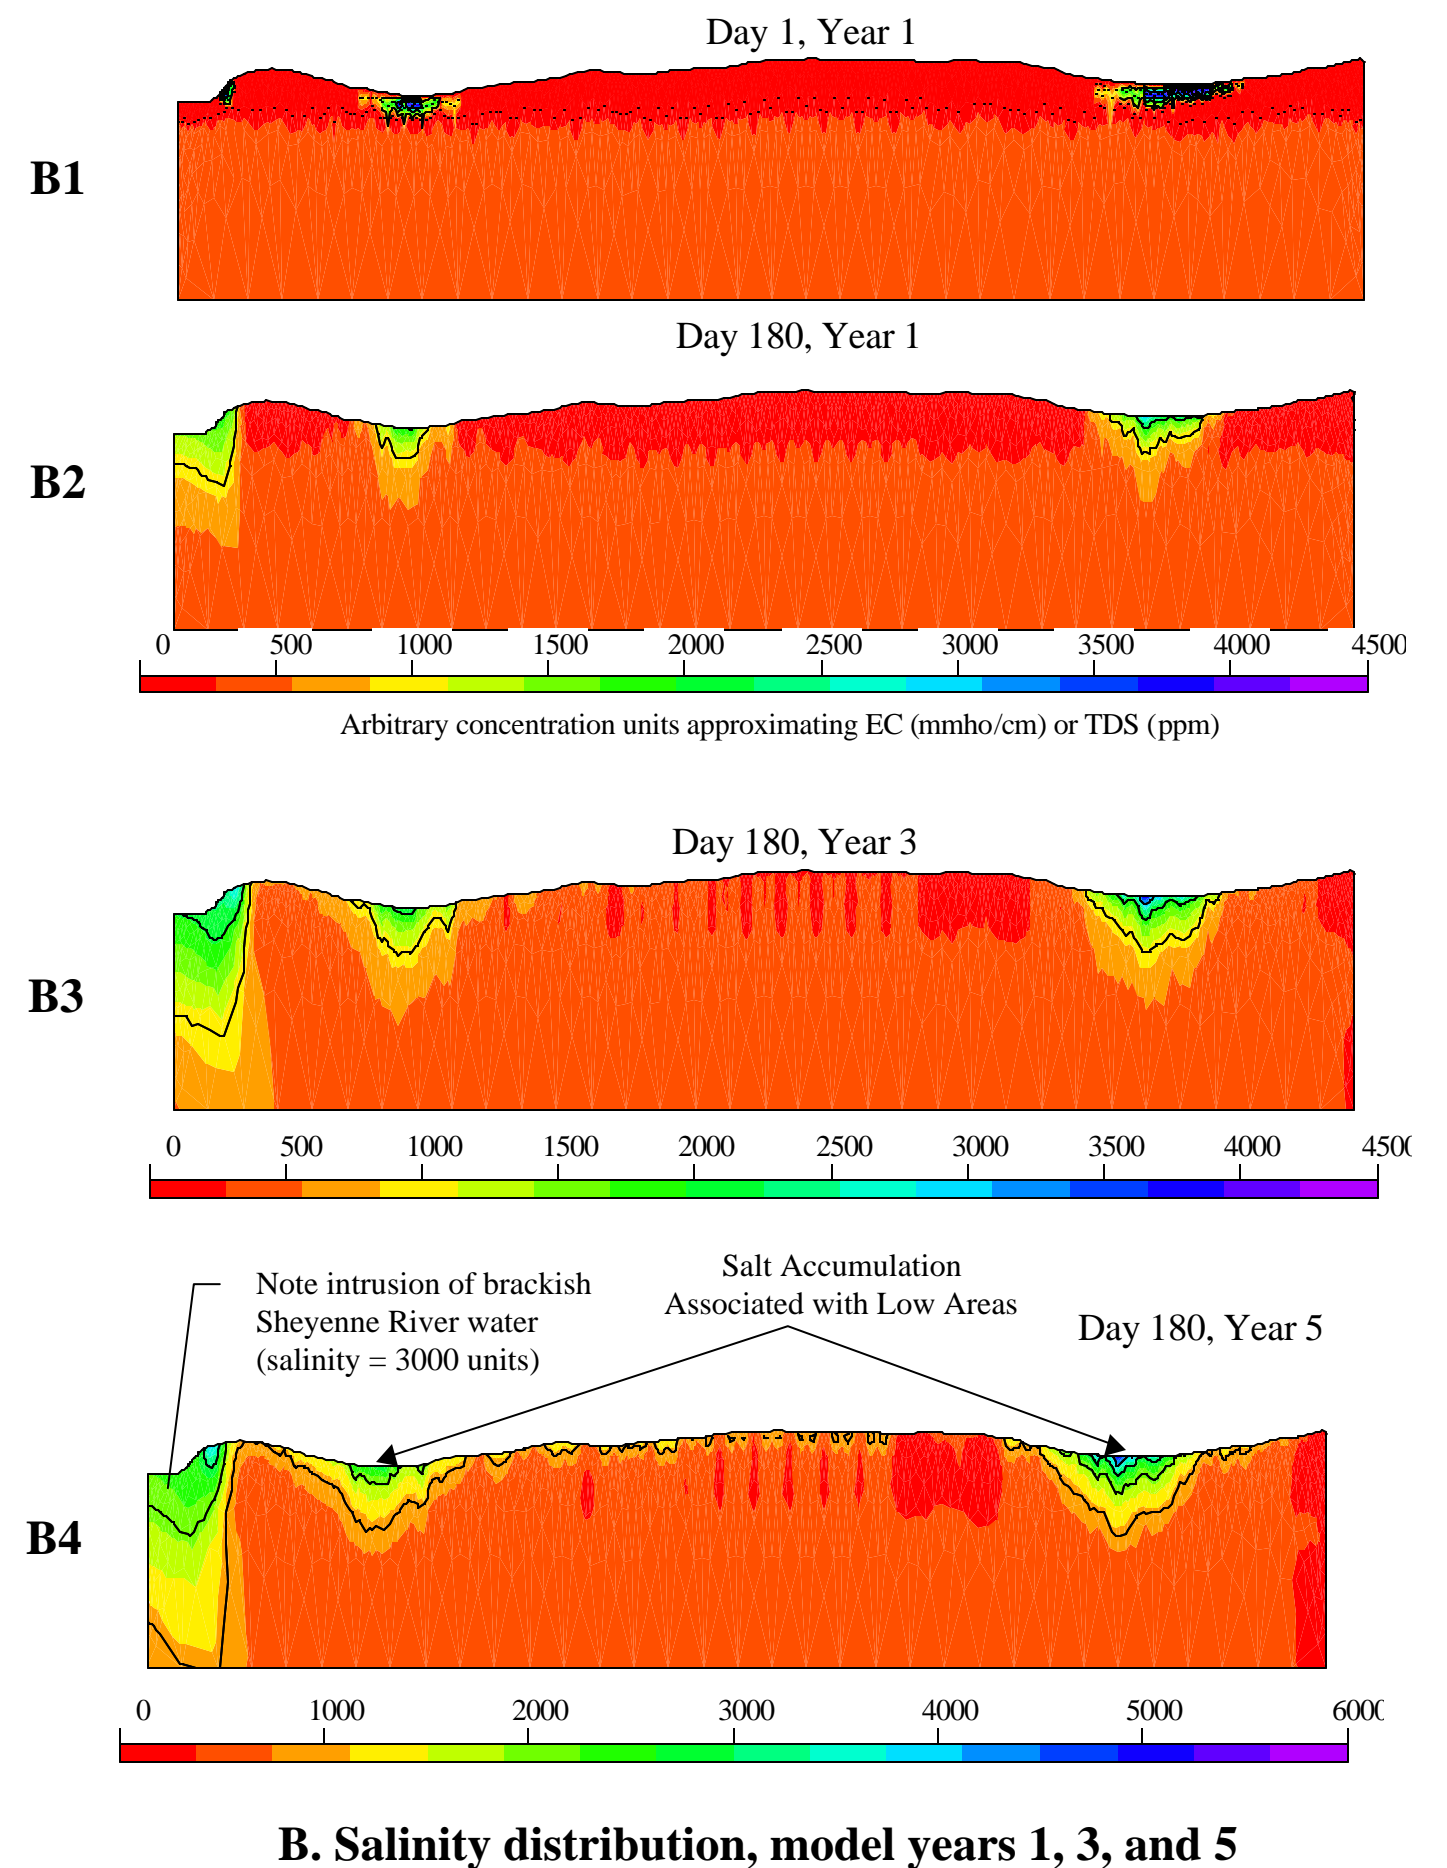 Day 1, Year 1
B1
Day 180, Year 1
B2
0 500 1000 1500 2000 2500 3000 3500 4000 4500
Arbitrary concentration units approximating EC (mmho/cm) or TDS (ppm)
Day 180, Year 3
B3
0 500 1000 1500 2000 2500 3000 3500 4000 4500
Note intrusion of brackish
Sheyenne River water
(salinity = 3000 units)
Salt Accumulation
Associated with Low Areas
Day 180, Year 5
B4
0 1000 2000 3000 4000 5000 6000
B. Salinity distribution, model years 1, 3, and 5